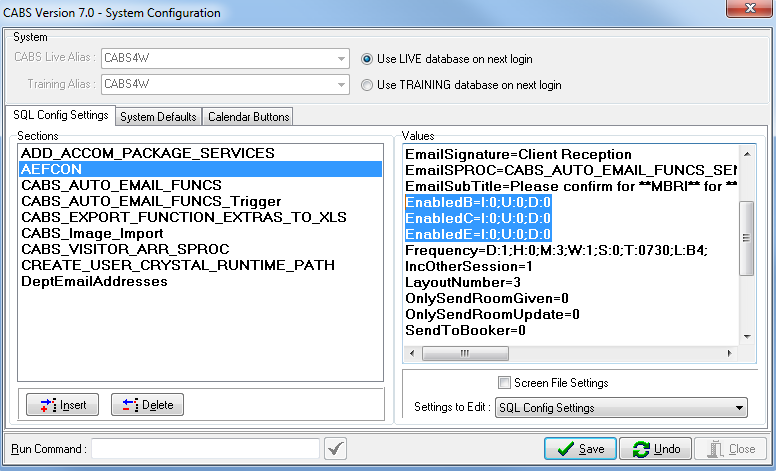 CABS Version 7.0 - System Configuration
System
CABS Live Alias : CABS4W
Use LIVE database on next login
Training Alias : CABS4W
Use TRAINING database on next login
SQL Config Settings System Defaults Calendar Buttons
Sections
ADD_ACCOM_PACKAGE_SERVICES
AEFCON
CABS_AUTO_EMAIL_FUNCS
CABS_AUTO_EMAIL_FUNCS_Trigger
CABS_EXPORT_FUNCTION_EXTRAS_TO_XLS
CABS_Image_Import
CABS_VISITOR_ARR_SPROC
CREATE_USER_CRYSTAL_RUNTIME_PATH
DeptEmailAddresses
Insert Delete
Values
EmailSignature=Client Reception
EmailSPROC=CABS_AUTO_EMAIL_FUNCS_SEN
EmailSubTitle=Please confirm for **MBRI** for **
EnabledB=I:0;U:0;D:0
EnabledC=I:0;U:0;D:0
EnabledE=I:0;U:0;D:0
Frequency=D:1;H:0;M:3;W:1;S:0;T:0730;L:B4;
IncOtherSession=1
LayoutNumber=3
OnlySendRoomGiven=0
OnlySendRoomUpdate=0
SendToBooker=0
Screen File Settings
Settings to Edit : SQL Config Settings
Run Command :
Save Undo Close